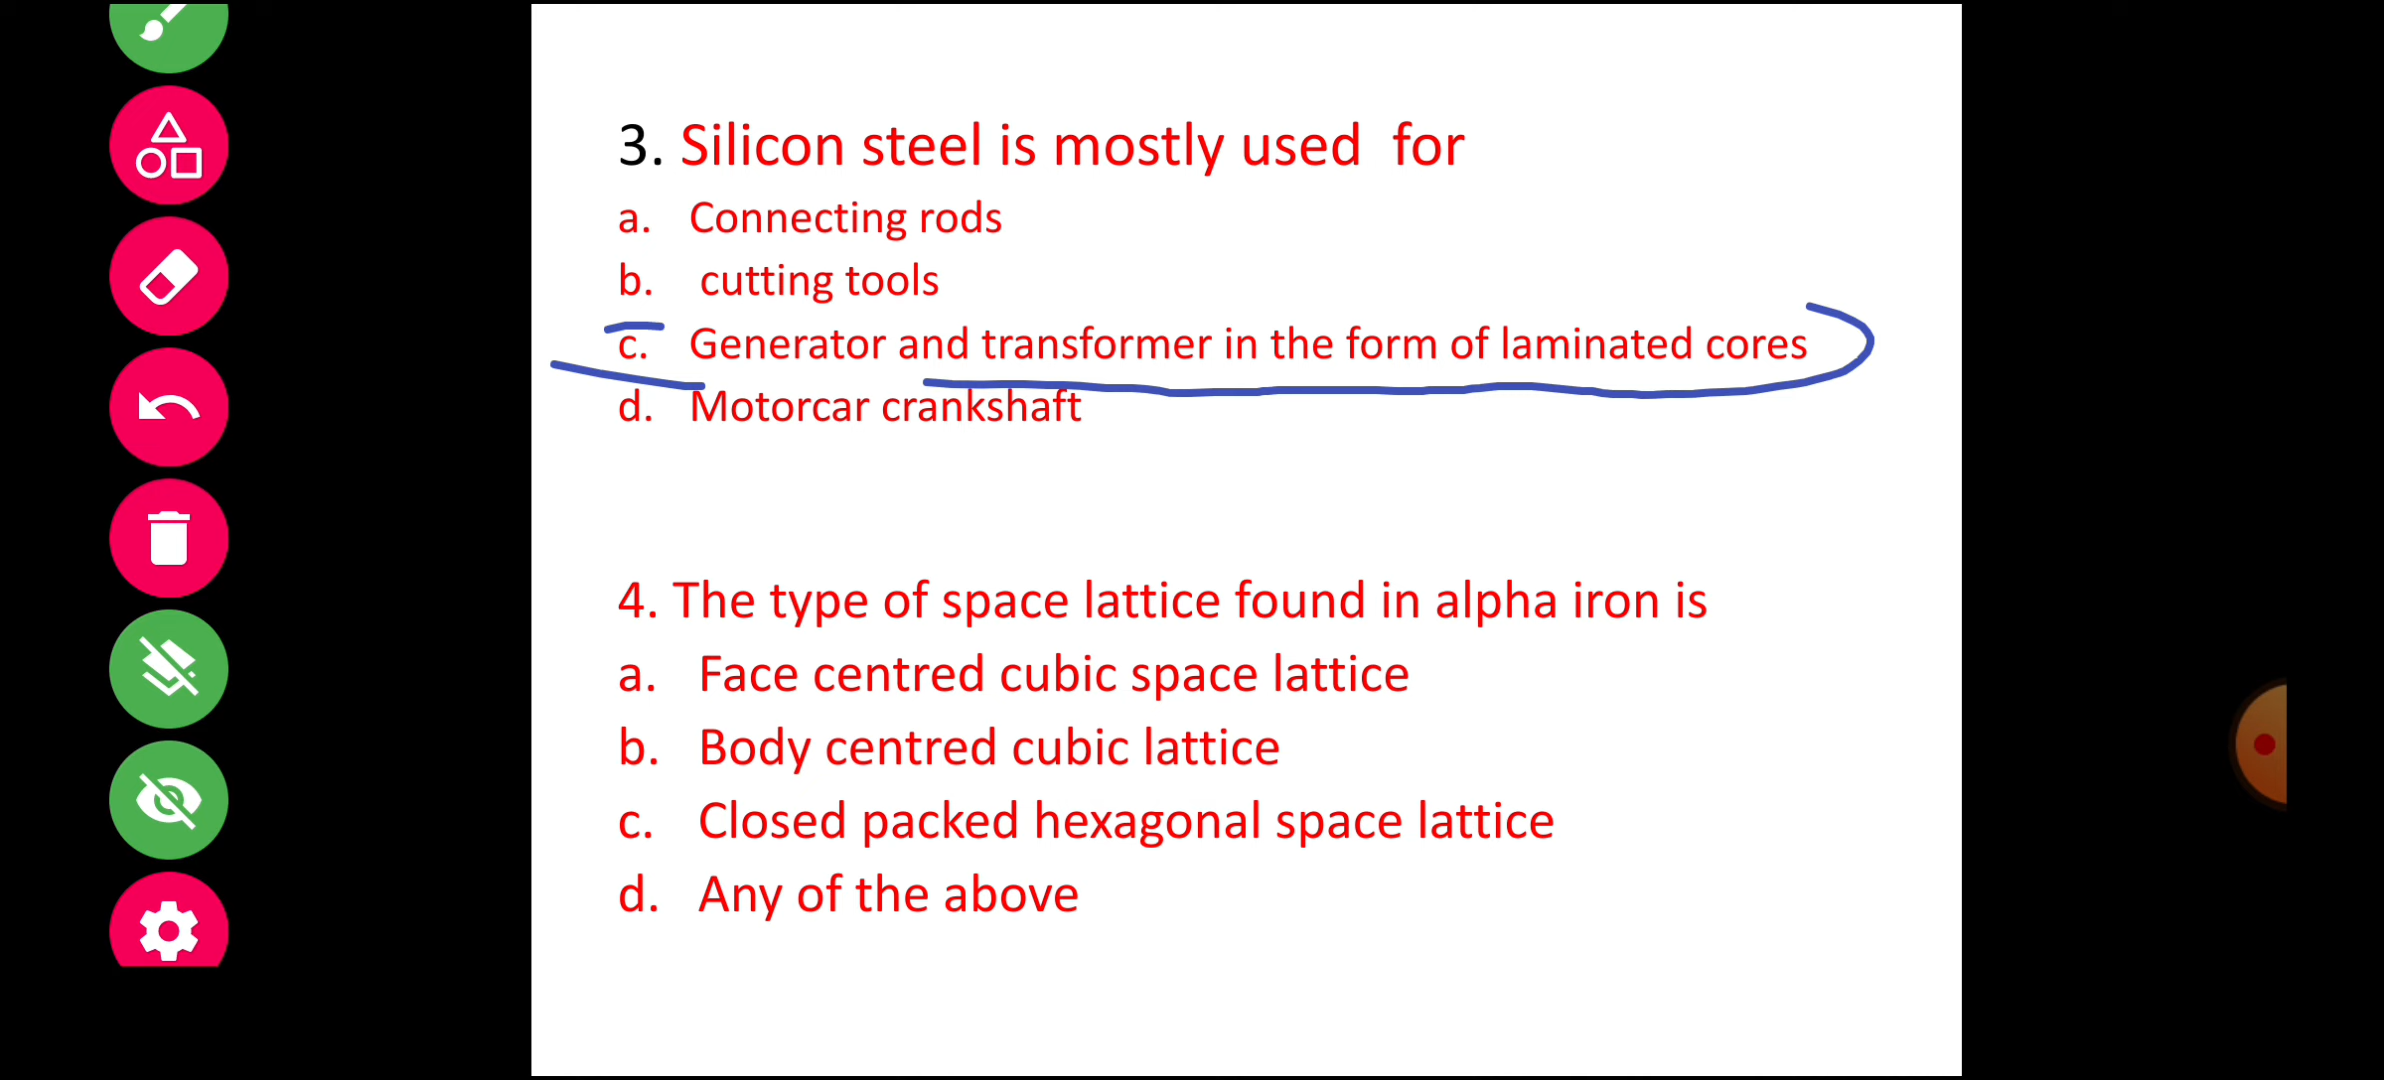 3. Silicon steel is mostly used for
a. Connecting rods
b. cutting tools
c. Generator and transformer in the form of laminated cores
d. Motorcar crankshaft
4. The type of space lattice found in alpha iron is
a. Face centred cubic space lattice
b. Body centred cubic lattice
c. Closed packed hexagonal space lattice
d. Any of the above